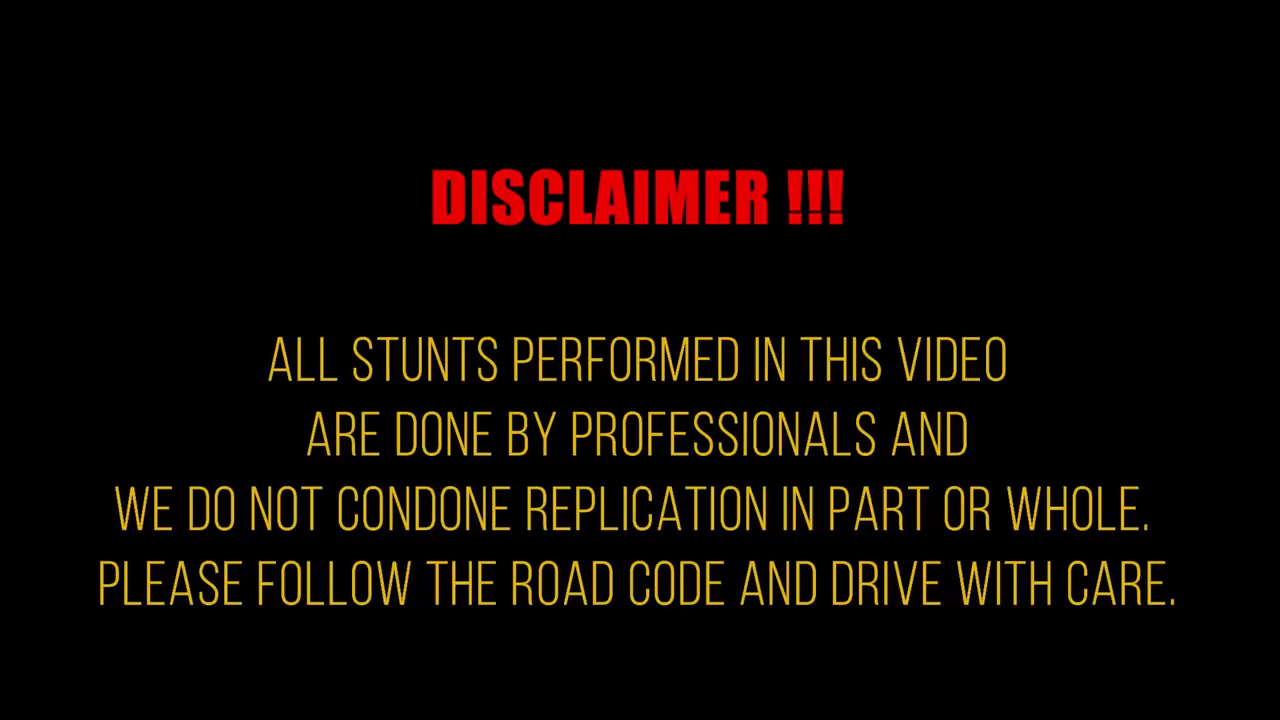 DISCLAIMER !!!
ALL STUNTS PERFORMED IN THIS VIDEO
ARE DONE BY PROFESSIONALS AND
WE DO NOT CONDONE REPLICATION IN PART OR WHOLE.
PLEASE FOLLOW THE ROAD CODE AND DRIVE WITH CARE.